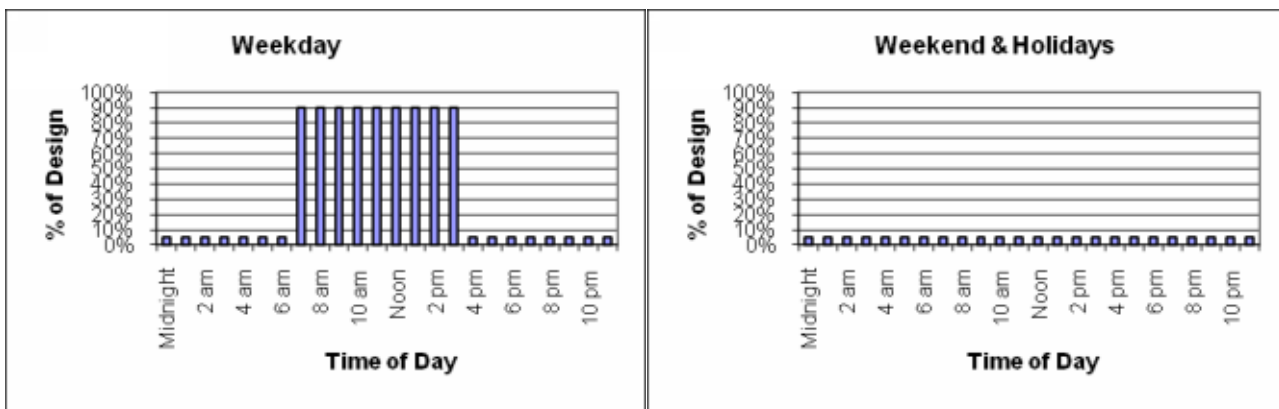 Weekday
% of Design
100%
90%
80%
70%
60%
50%
40%
30%
20%
10%
0%
Midnight
2 am
4 am
6 am
8 am
10 am
Noon
2 pm
4 pm
6 pm
8 pm
10 pm
Time of Day
Weekend & Holidays
% of Design
100%
90%
80%
70%
60%
50%
40%
30%
20%
10%
0%
Midnight
2 am
4 am
6 am
8 am
10 am
Noon
2 pm
4 pm
6 pm
8 pm
10 pm
Time of Day